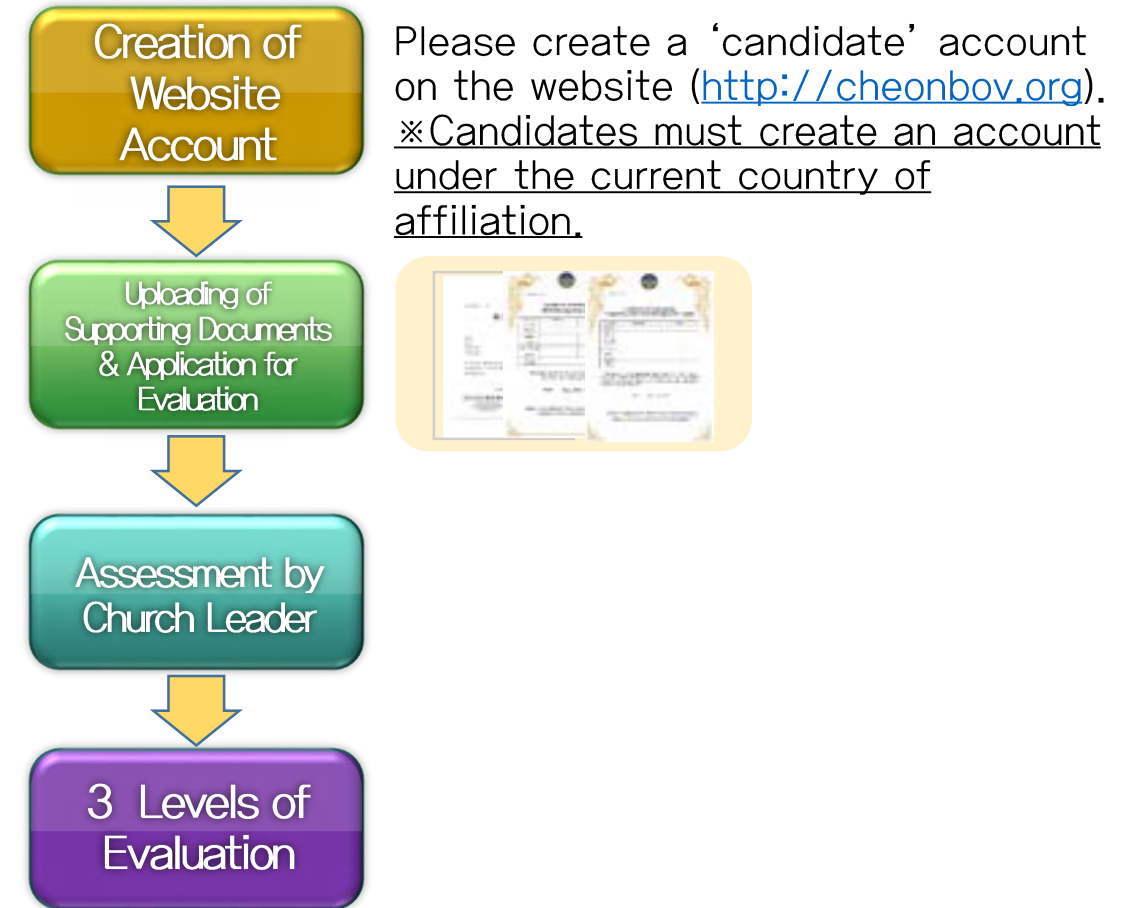 Creation of
Website
Account
Please create a ‘candidate’ account
on the website (http://cheonbov.org).
※Candidates must create an account
under the current country of
affiliation.
Uploading of
Supporting Documents
& Application for
Evaluation
Assessment by
Church Leader
3 Levels of
Evaluation